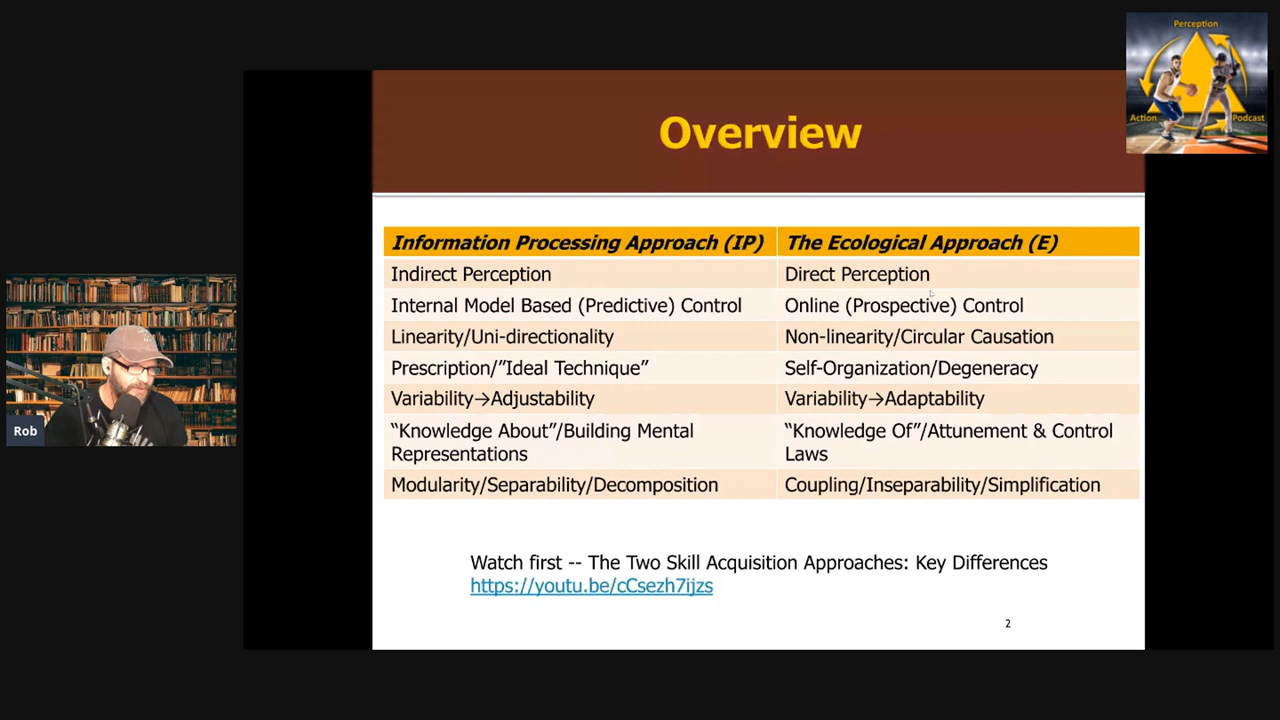 Perception
Action
Podcast
Overview
Information Processing Approach (IP)
The Ecological Approach (E)
Indirect Perception
Direct Perception
Internal Model Based (Predictive) Control
Online (Prospective) Control
Linearity/Uni-directionality
Non-linearity/Circular Causation
Prescription/”Ideal Technique”
Self-Organization/Degeneracy
Variability→Adjustability
Variability→Adaptability
“Knowledge About”/Building Mental
Representations
“Knowledge Of”/Attunement & Control
Laws
Modularity/Separability/Decomposition
Coupling/Inseparability/Simplification
Watch first -- The Two Skill Acquisition Approaches: Key Differences
https://youtu.be/cCsezh7ijzs
2
Rob